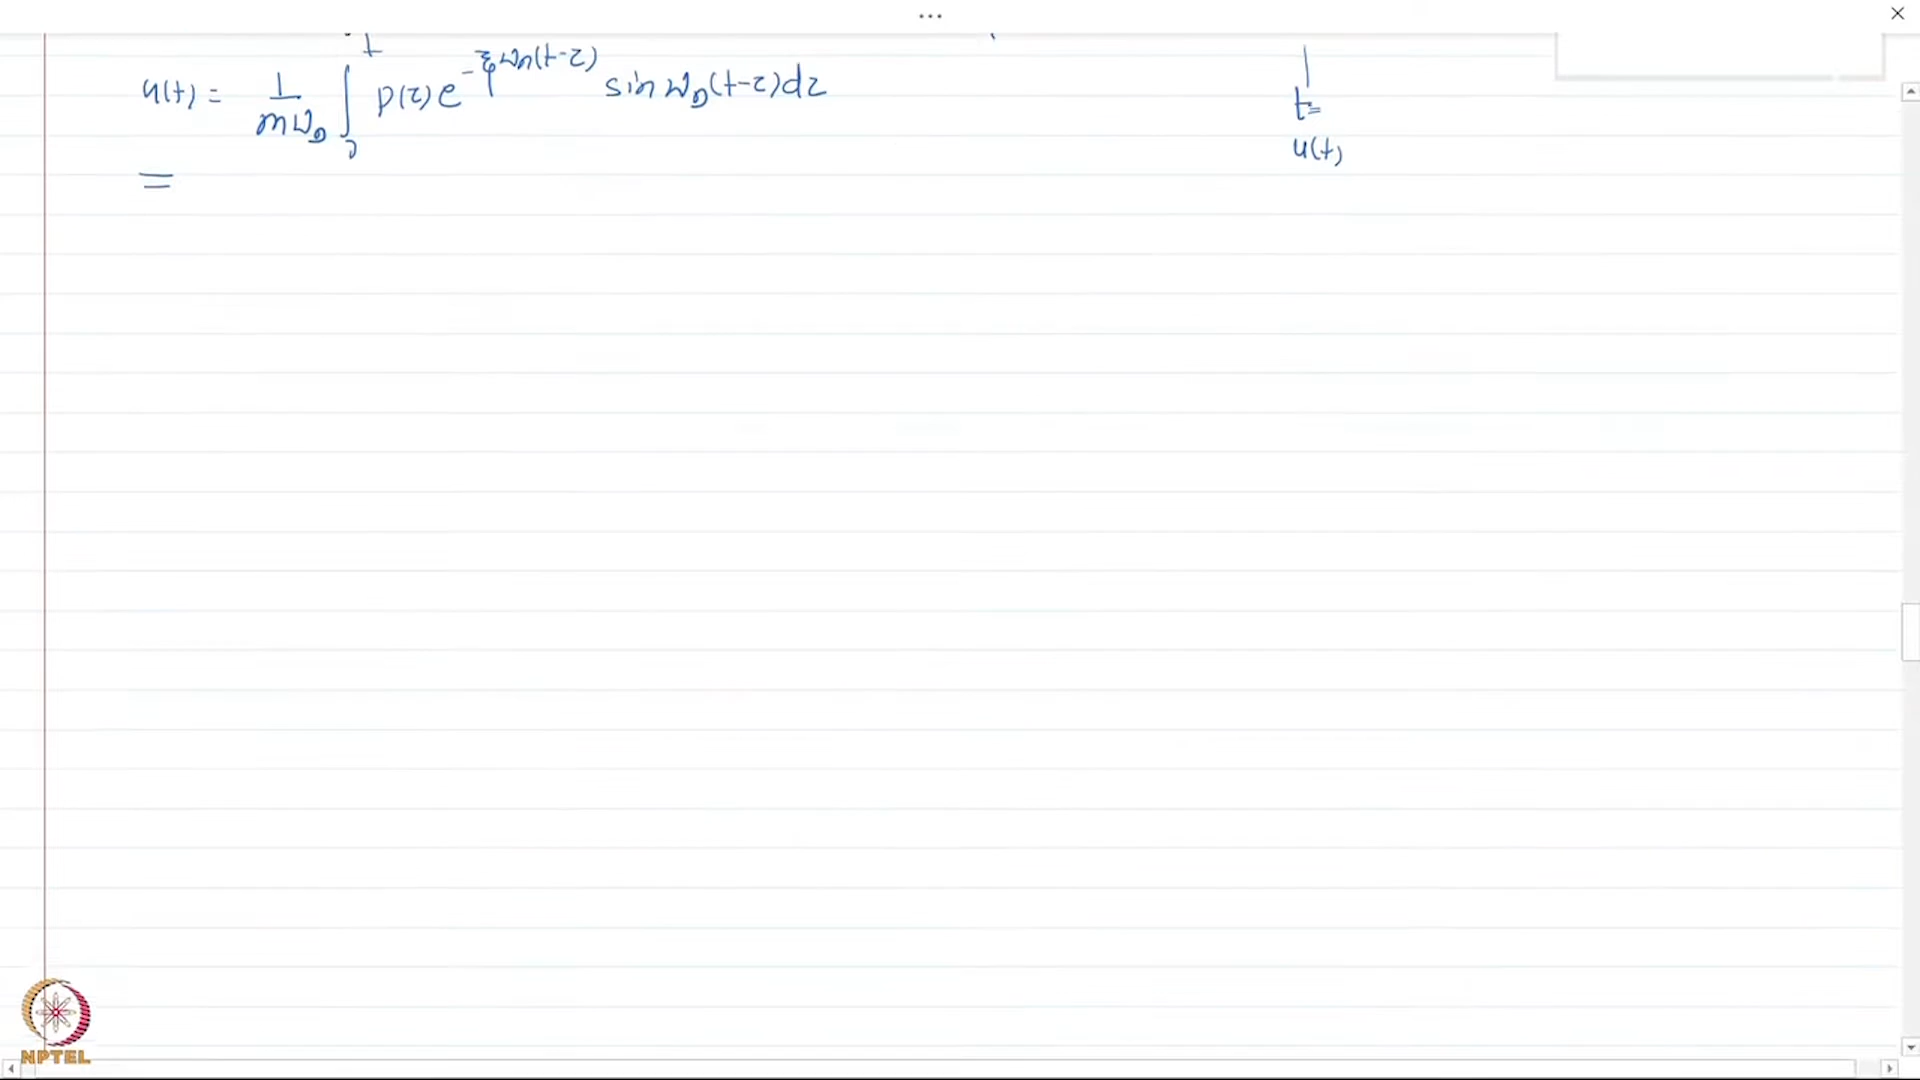 u(t) = 1/(mω_D) ∫_0^t p(τ) e^{-ξω_n(t-τ)} sin ω_D(t-τ)dτ
=
t=
u(t)
NPTEL